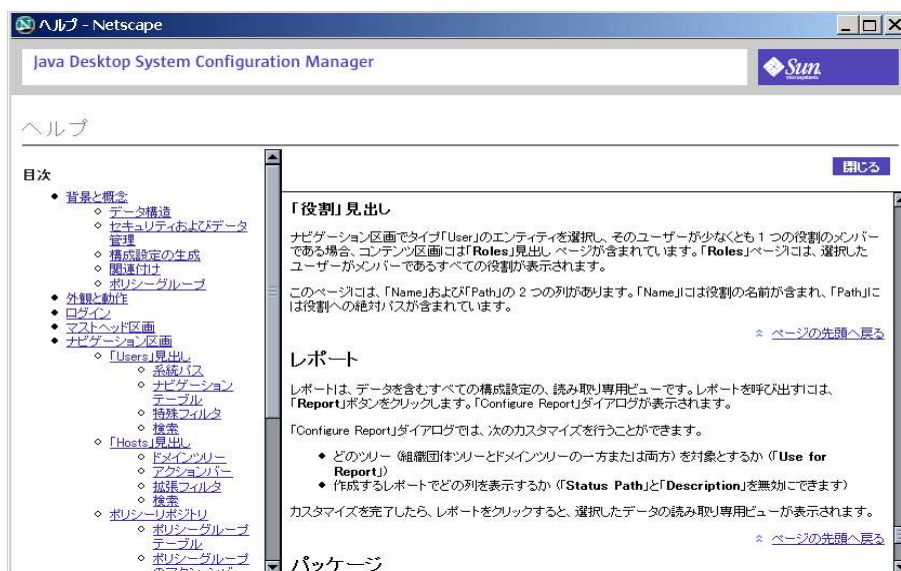 ヘルプ - Netscape
Java Desktop System Configuration Manager
Sun
microsystems
ヘルプ
目次
背景と概念
データ構造
セキュリティおよびデータ
管理
構成設定の生成
関連付け
ポリシーグループ
外観と動作
ログイン
マストヘッド区画
ナビゲーション区画
「Users」見出し
系統パス
ナビゲーション
テーブル
特殊フィルタ
検索
「Hosts」見出し
ドメインツリー
アクションバー
拡張フィルタ
検索
ポリシーリポジトリ
ポリシーグループ
テーブル
ポリシーグループ
のアクションバー
閉じる
「役割」見出し
ナビゲーション区画でタイプ「User」のエンティティを選択し、そのユーザーが少なくとも 1 つの役割のメンバー
である場合、コンテンツ区画には「Roles」見出し ページが含まれています。「Roles」ページには、選択した
ユーザーがメンバーであるすべての役割が表示されます。
このページには、「Name」および「Path」の 2 つの列があります。「Name」には役割の名前が含まれ、「Path」に
は役割への絶対パスが含まれています。
ページの先頭へ戻る
レポート
レポートは、データを含むすべての構成設定の、読み取り専用ビューです。レポートを呼び出すには、
「Report」ボタンをクリックします。「Configure Report」ダイアログが表示されます。
「Configure Report」ダイアログでは、次のカスタマイズを行うことができます。
どのツリー (組織団体ツリーとドメインツリーの一方または両方) を対象とするか (「Use for
Report」)
作成するレポートでどの列を表示するか (「Status Path」と「Description」を無効にできます)
カスタマイズを完了したら、レポートをクリックすると、選択したデータの読み取り専用ビューが表示されます。
ページの先頭へ戻る
パッケージ